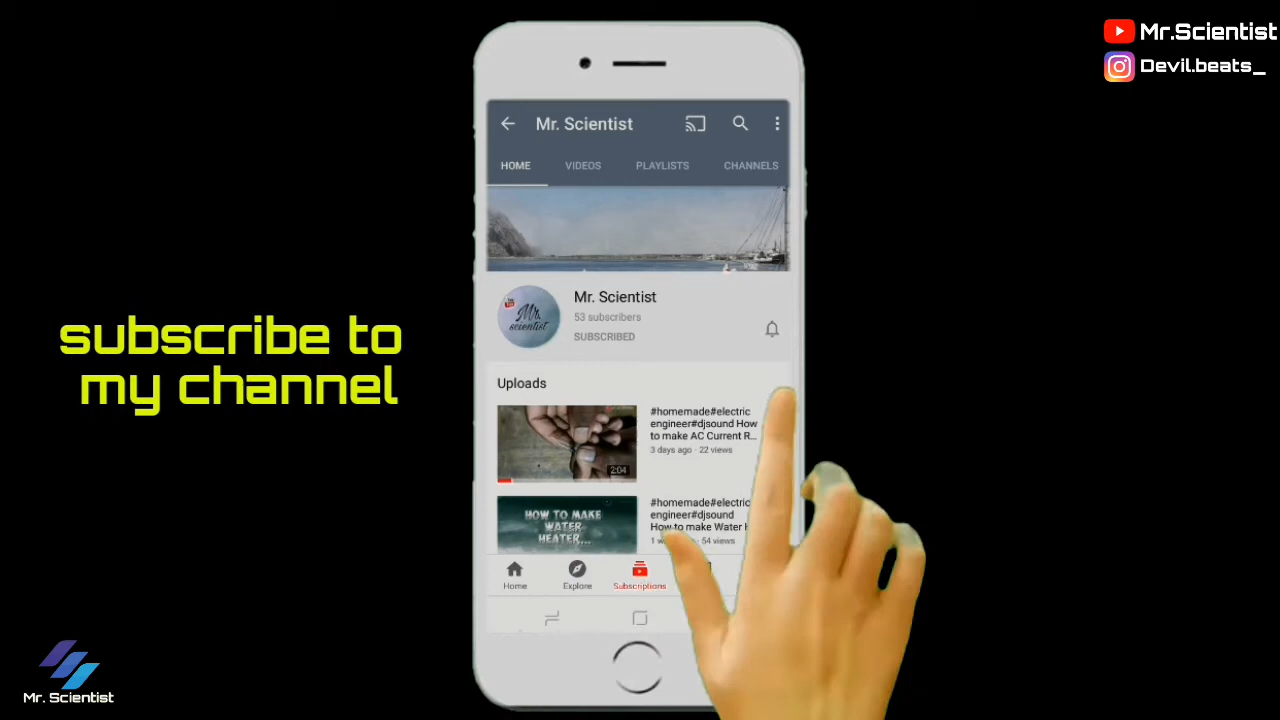 Mr.Scientist
Devil.beats_
Mr. Scientist
HOME VIDEOS PLAYLISTS CHANNELS
Mr.
scientist
Mr. Scientist
53 subscribers
SUBSCRIBED
subscribe to
my channel
Uploads
#homemade#electric
engineer#djsound How
to make AC Current R...
3 days ago · 22 views
2:04
HOW TO MAKE
WATER
HEATER...
#homemade#electric
engineer#djsound
How to make Water
54 views
Home Explore Subscriptions
Mr. Scientist